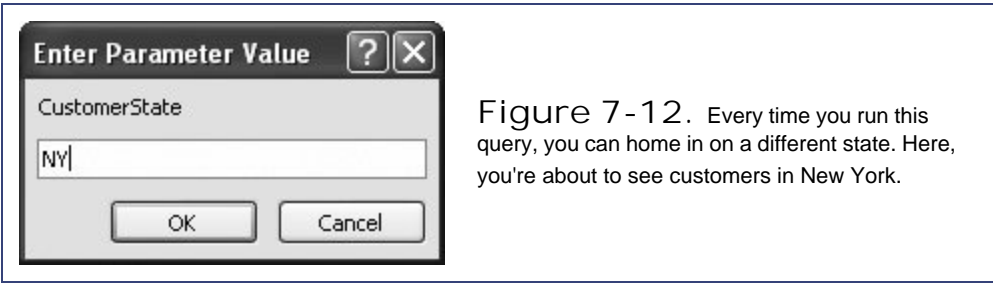 Enter Parameter Value
CustomerState
NY
OK Cancel
Figure 7-12. Every time you run this
query, you can home in on a different state. Here,
you're about to see customers in New York.